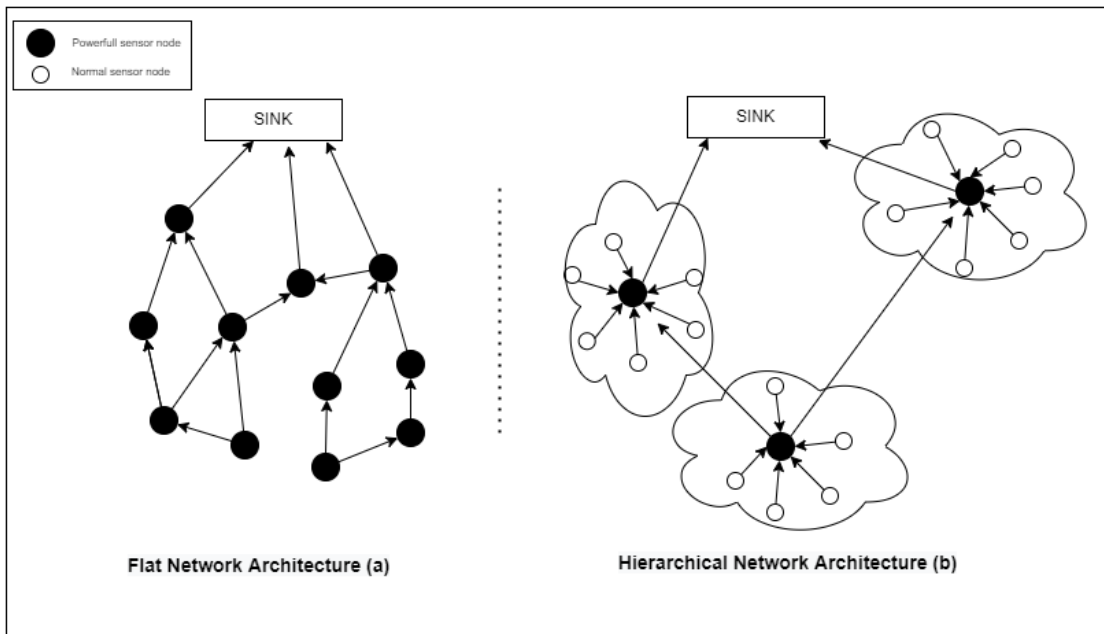 Powerfull sensor node
Normal sensor node
SINK
SINK
Flat Network Architecture (a)
Hierarchical Network Architecture (b)